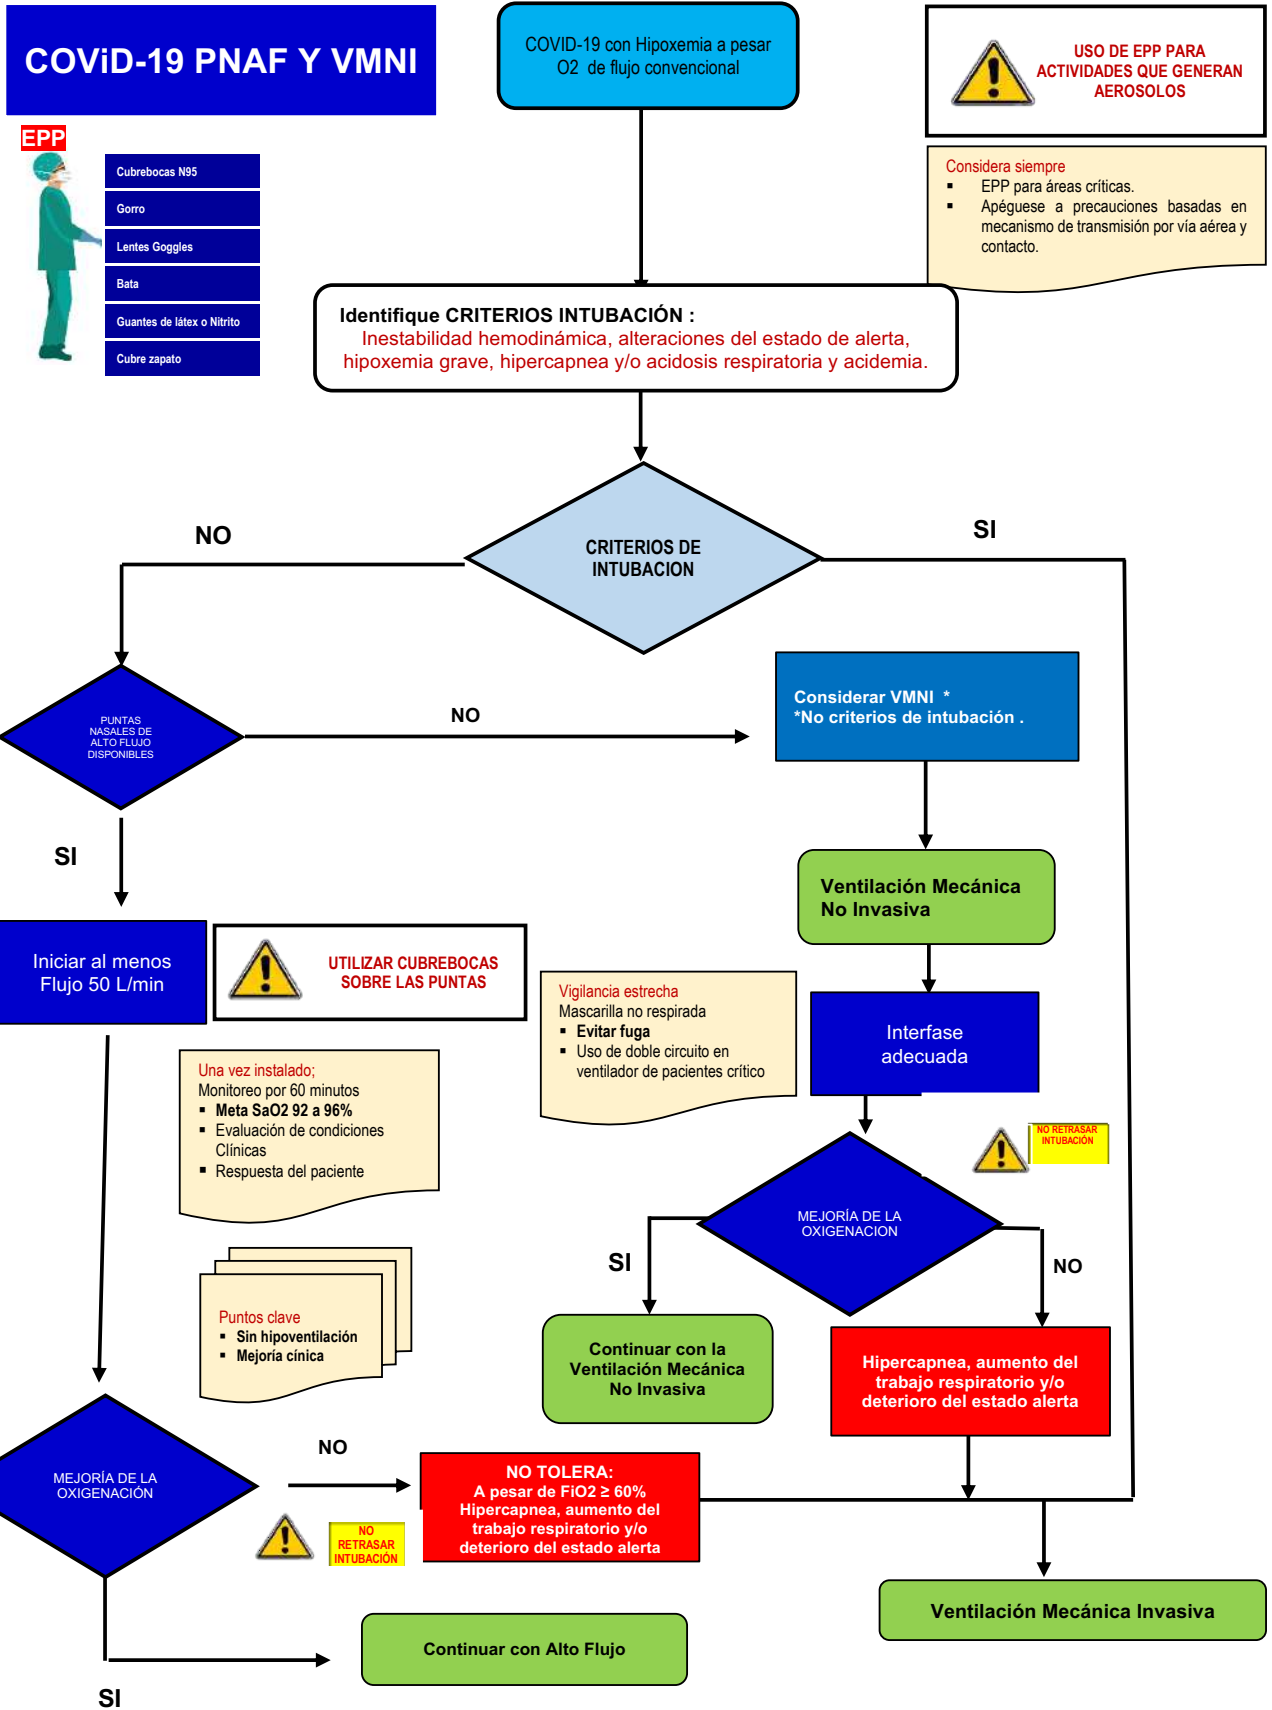 COViD-19 PNAF Y VMNI
COVID-19 con Hipoxemia a pesar
O2 de flujo convencional
USO DE EPP PARA
ACTIVIDADES QUE GENERAN
AEROSOLOS
EPP
Cubrebocas N95
Gorro
Lentes Goggles
Bata
Guantes de látex o Nitrito
Cubre zapato
Considera siempre
▪ EPP para áreas críticas.
▪ Apéguese a precauciones basadas en
mecanismo de transmisión por vía aérea y
contacto.
Identifique CRITERIOS INTUBACIÓN :
Inestabilidad hemodinámica, alteraciones del estado de alerta,
hipoxemia grave, hipercapnea y/o acidosis respiratoria y acidemia.
NO
CRITERIOS DE
INTUBACION
SI
PUNTAS
NASALES DE
ALTO FLUJO
DISPONIBLES
NO
Considerar VMNI *
*No criterios de intubación .
SI
Ventilación Mecánica
No Invasiva
Iniciar al menos
Flujo 50 L/min
UTILIZAR CUBREBOCAS
SOBRE LAS PUNTAS
Vigilancia estrecha
Mascarilla no respirada
▪ Evitar fuga
▪ Uso de doble circuito en
ventilador de pacientes crítico
Interfase
adecuada
Una vez instalado;
Monitoreo por 60 minutos
▪ Meta SaO2 92 a 96%
▪ Evaluación de condiciones
Clínicas
▪ Respuesta del paciente
NO RETRASAR
INTUBACIÓN
MEJORÍA DE LA
OXIGENACION
SI
NO
Puntos clave
▪ Sin hipoventilación
▪ Mejoría cínica
Continuar con la
Ventilación Mecánica
No Invasiva
Hipercapnea, aumento del
trabajo respiratorio y/o
deterioro del estado alerta
MEJORÍA DE LA
OXIGENACIÓN
NO
NO TOLERA:
A pesar de FiO2 ≥ 60%
Hipercapnea, aumento del
trabajo respiratorio y/o
deterioro del estado alerta
NO
RETRASAR
INTUBACIÓN
Ventilación Mecánica Invasiva
Continuar con Alto Flujo
SI